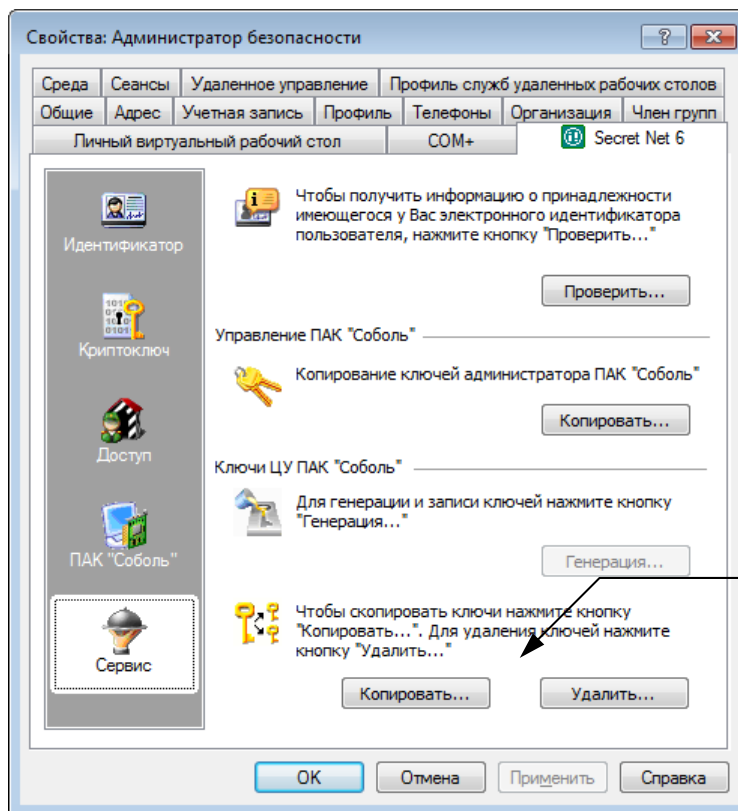 Свойства: Администратор безопасности
Среда Сеансы Удаленное управление Профиль служб удаленных рабочих столов
Общие Адрес Учетная запись Профиль Телефоны Организация Член групп
Личный виртуальный рабочий стол COM+ Secret Net 6
Идентификатор
Криптоключ
Доступ
ПАК "Соболь"
Сервис
Чтобы получить информацию о принадлежности
имеющегося у Вас электронного идентификатора
пользователя, нажмите кнопку "Проверить..."
Проверить...
Управление ПАК "Соболь"
Копирование ключей администратора ПАК "Соболь"
Копировать...
Ключи ЦУ ПАК "Соболь"
Для генерации и записи ключей нажмите кнопку
"Генерация..."
Генерация...
Чтобы скопировать ключи нажмите кнопку
"Копировать...". Для удаления ключей нажмите
кнопку "Удалить..."
Копировать... Удалить...
OK Отмена Применить Справка